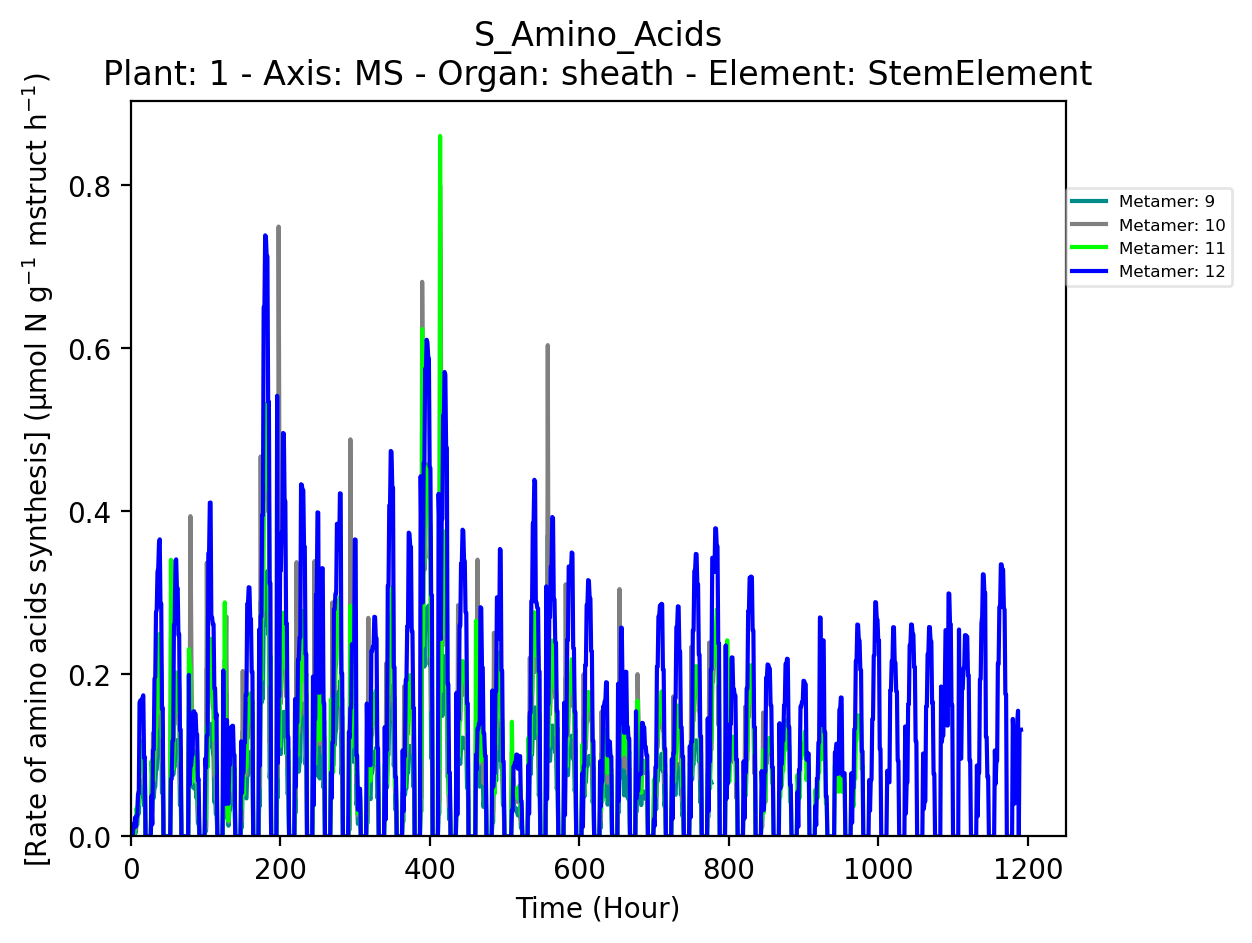 S_Amino_Acids
Plant: 1 - Axis: MS - Organ: sheath - Element: StemElement
[Rate of amino acids synthesis] (µmol N g⁻¹ mstruct h⁻¹)
0.8
0.6
0.4
0.2
0.0
0 200 400 600 800 1000 1200
Time (Hour)
Metamer: 9
Metamer: 10
Metamer: 11
Metamer: 12